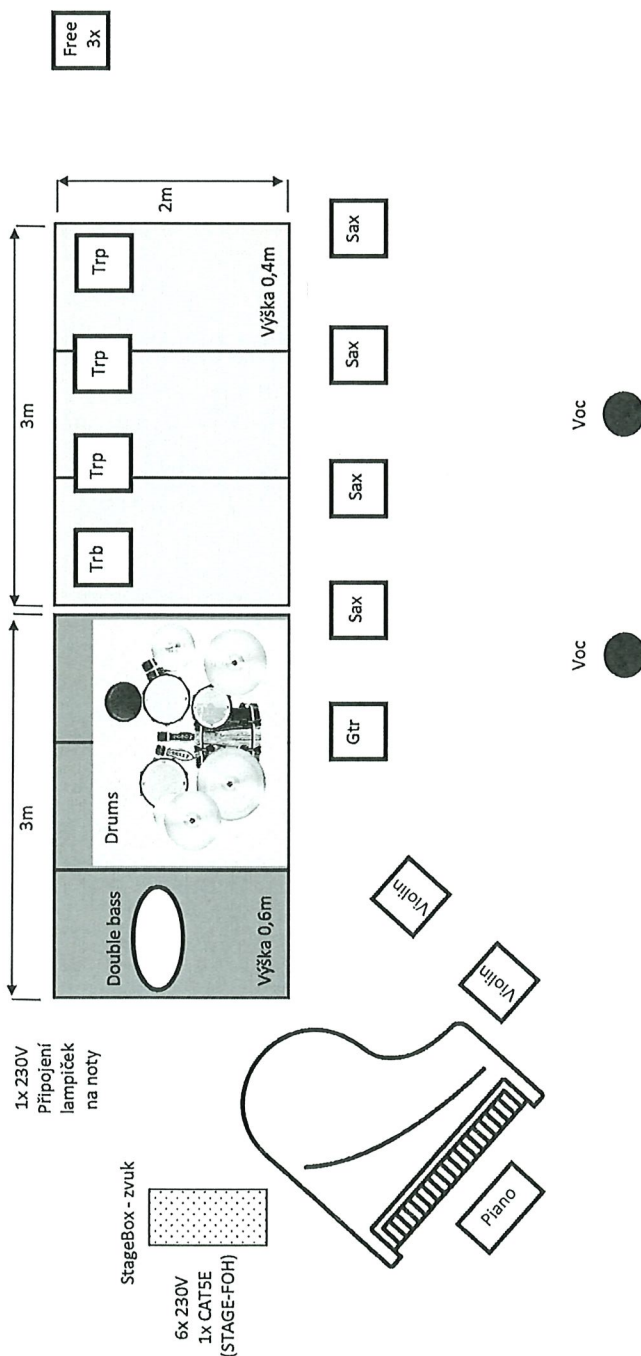 1x 230V
Připojení
lampiček
na noty
3m
3m
2m
Free
3x
Double bass
Drums
Výška 0,6m
Trb
Trp
Trp
Trp
Výška 0,4m
StageBox - zvuk
6x 230V
1x CAT5E
(STAGE-FOH)
Piano
Violin
Violin
Gtr
Sax
Sax
Sax
Sax
Voc
Voc